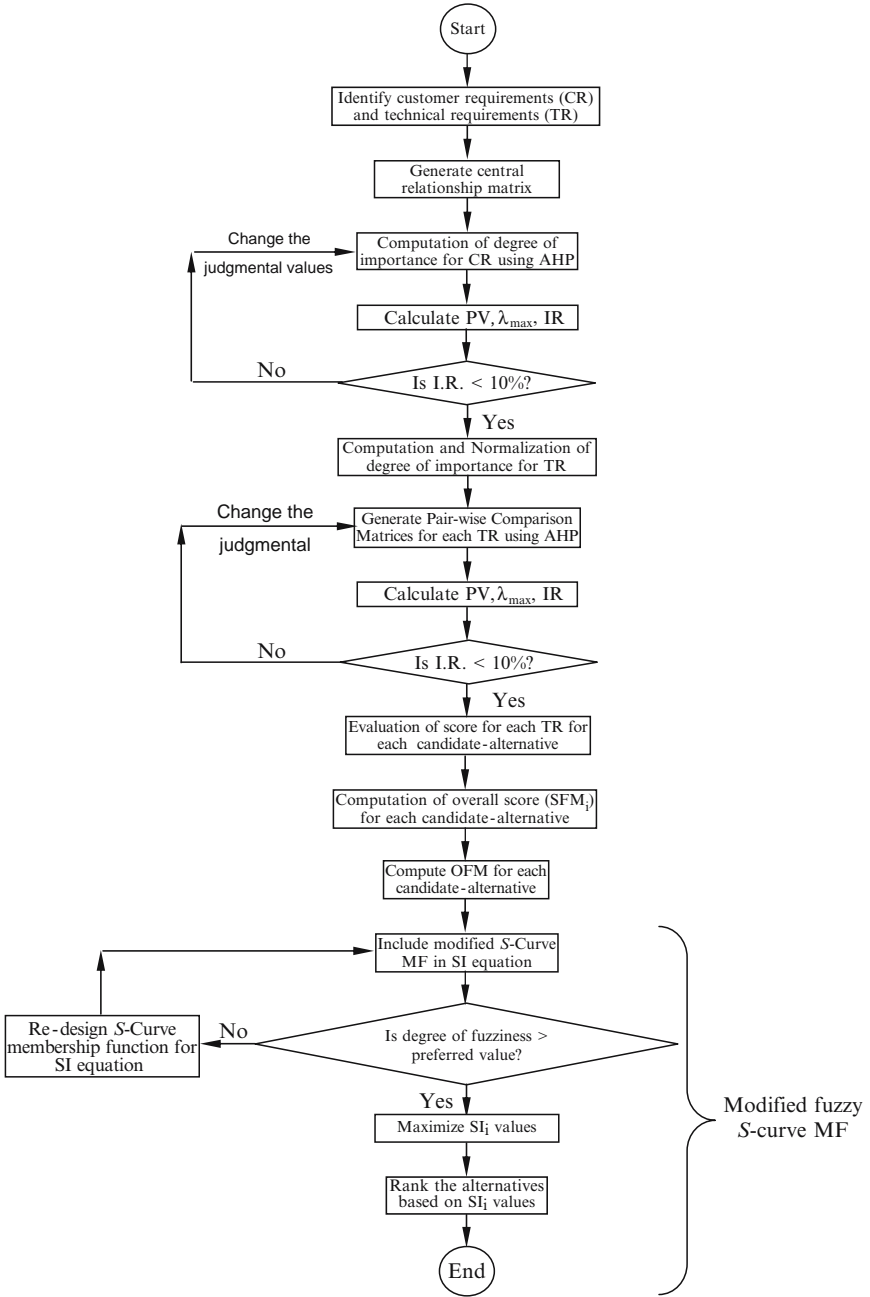 Start
Identify customer requirements (CR)
and technical requirements (TR)
Generate central
relationship matrix
Change the
judgmental values
Computation of degree of
importance for CR using AHP
Calculate PV, λmax, IR
No
Is I.R. < 10%?
Yes
Computation and Normalization of
degree of importance for TR
Change the
judgmental
Generate Pair-wise Comparison
Matrices for each TR using AHP
Calculate PV, λmax, IR
No
Is I.R. < 10%?
Yes
Evaluation of score for each TR for
each candidate-alternative
Computation of overall score (SFMi)
for each candidate-alternative
Compute OFM for each
candidate-alternative
Include modified S-Curve
MF in SI equation
Re-design S-Curve
membership function for
SI equation
No
Is degree of fuzziness >
preferred value?
Yes
Maximize SIi values
Rank the alternatives
based on SIi values
End
Modified fuzzy
S-curve MF